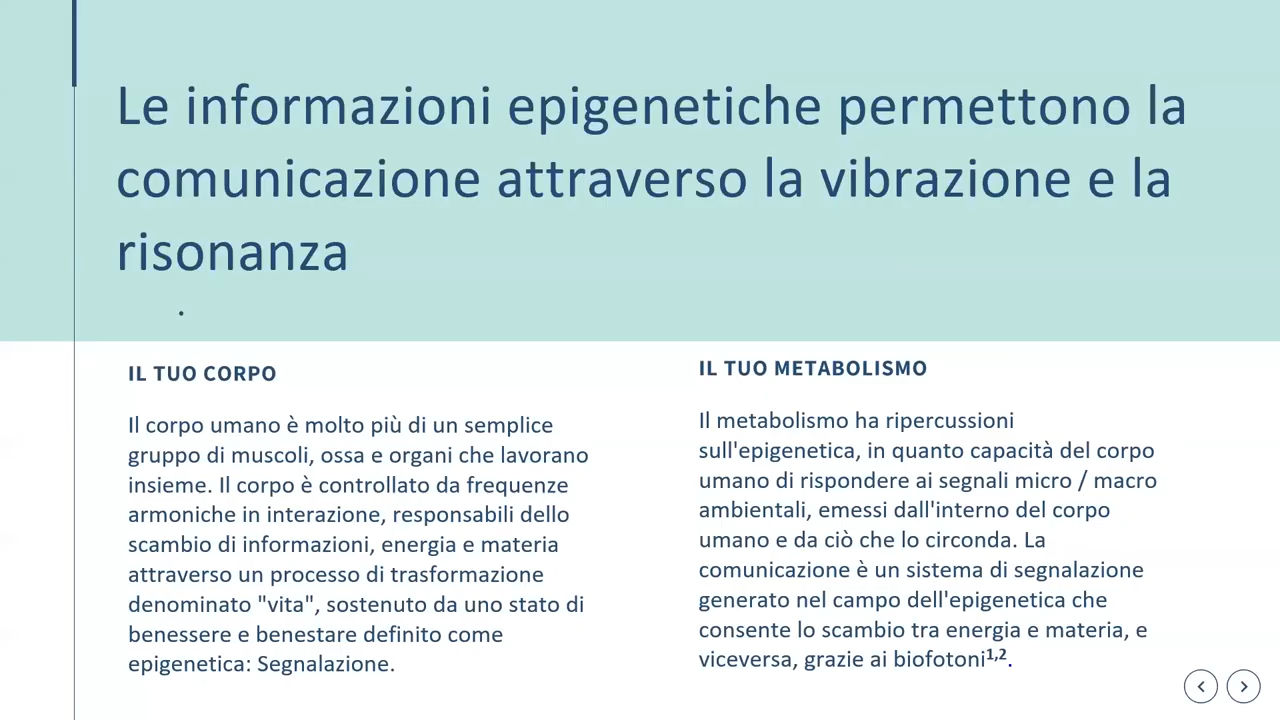 Le informazioni epigenetiche permettono la
comunicazione attraverso la vibrazione e la
risonanza
.
IL TUO CORPO
Il corpo umano è molto più di un semplice
gruppo di muscoli, ossa e organi che lavorano
insieme. Il corpo è controllato da frequenze
armoniche in interazione, responsabili dello
scambio di informazioni, energia e materia
attraverso un processo di trasformazione
denominato "vita", sostenuto da uno stato di
benessere e benestare definito come
epigenetica: Segnalazione.
IL TUO METABOLISMO
Il metabolismo ha ripercussioni
sull'epigenetica, in quanto capacità del corpo
umano di rispondere ai segnali micro / macro
ambientali, emessi dall'interno del corpo
umano e da ciò che lo circonda. La
comunicazione è un sistema di segnalazione
generato nel campo dell'epigenetica che
consente lo scambio tra energia e materia, e
viceversa, grazie ai biofotoni¹,².